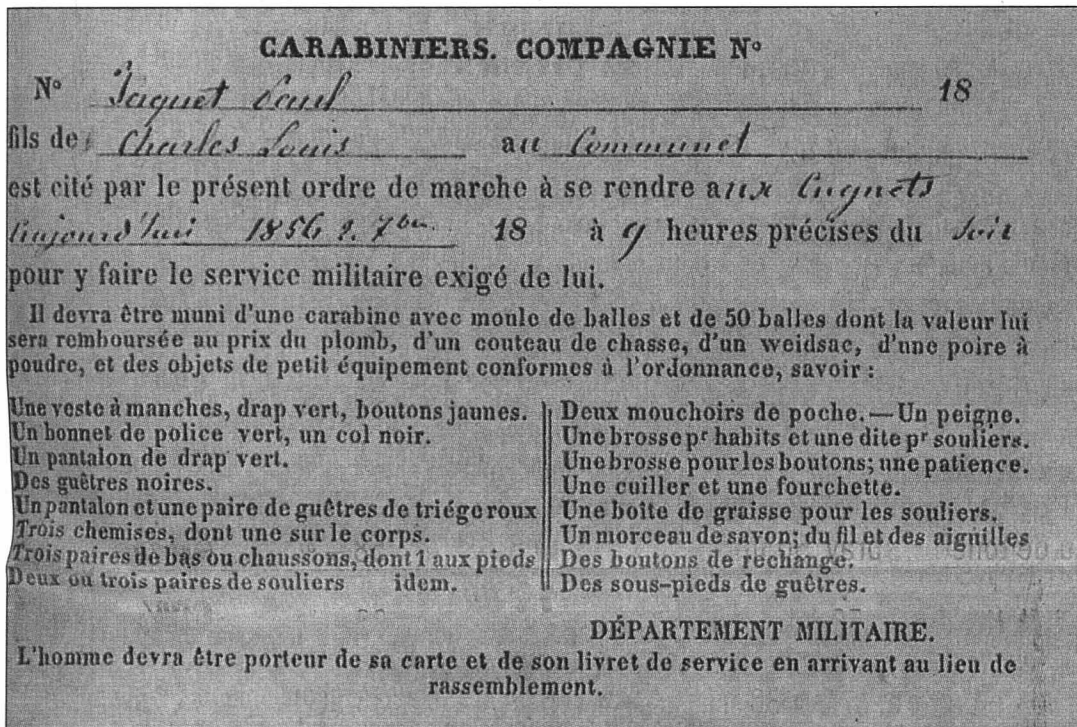 CARABINIERS. COMPAGNIE N°
N° Jaquet Paul 18
fils de Charles Louis au Communet
est cité par le présent ordre de marche à se rendre aux Cugnets
Aujourd'hui 1856 2. 7bre 18 à 9 heures précises du Soir
pour y faire le service militaire exigé de lui.
Il devra être muni d'une carabine avec moule de balles et de 50 balles dont la valeur lui
sera remboursée au prix du plomb, d'un couteau de chasse, d'un weidsac, d'une poire à
poudre, et des objets de petit équipement conformes à l'ordonnance, savoir :
Une veste à manches, drap vert, boutons jaunes.
Un bonnet de police vert, un col noir.
Un pantalon de drap vert.
Des guêtres noires.
Un pantalon et une paire de guêtres de triége roux
Trois chemises, dont une sur le corps.
Trois paires de bas ou chaussons, dont 1 aux pieds
Deux ou trois paires de souliers idem.
Deux mouchoirs de poche. — Un peigne.
Une brosse pr habits et une dite pr souliers.
Une brosse pour les boutons; une patience.
Une cuiller et une fourchette.
Une boîte de graisse pour les souliers.
Un morceau de savon; du fil et des aiguilles
Des boutons de rechange.
Des sous-pieds de guêtres.
DÉPARTEMENT MILITAIRE.
L'homme devra être porteur de sa carte et de son livret de service en arrivant au lieu de
rassemblement.